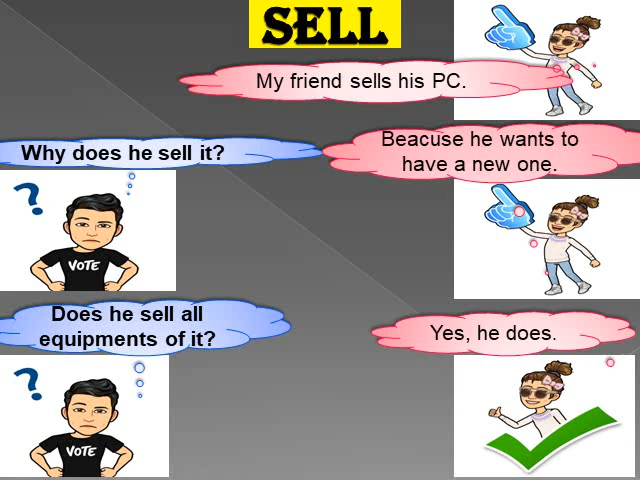 SELL
My friend sells his PC.
Why does he sell it?
Beacuse he wants to
have a new one.
VOTE
Does he sell all
equipments of it?
Yes, he does.
VOTE